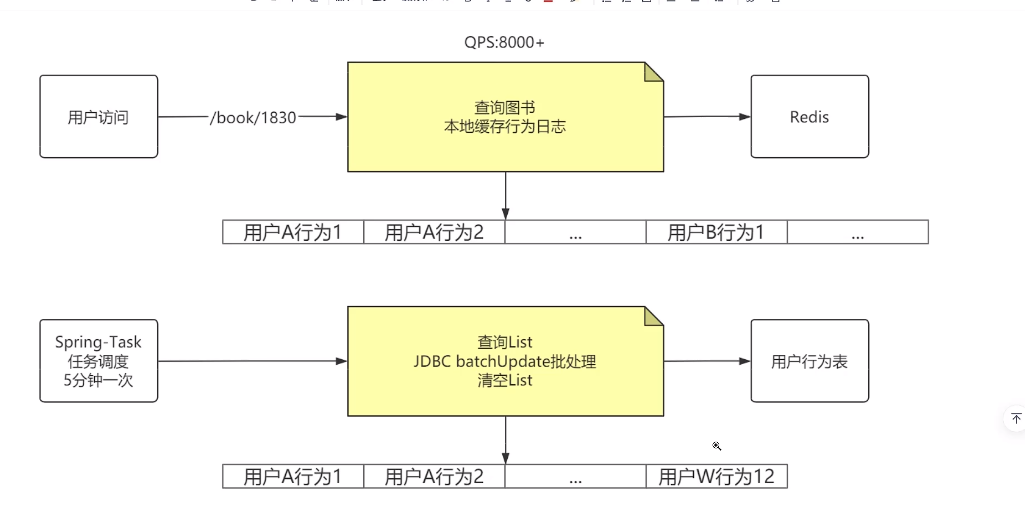 QPS:8000+
用户访问
/book/1830
查询图书
本地缓存行为日志
Redis
用户A行为1
用户A行为2
...
用户B行为1
...
Spring-Task
任务调度
5分钟一次
查询List
JDBC batchUpdate批处理
清空List
用户行为表
用户A行为1
用户A行为2
...
用户W行为12